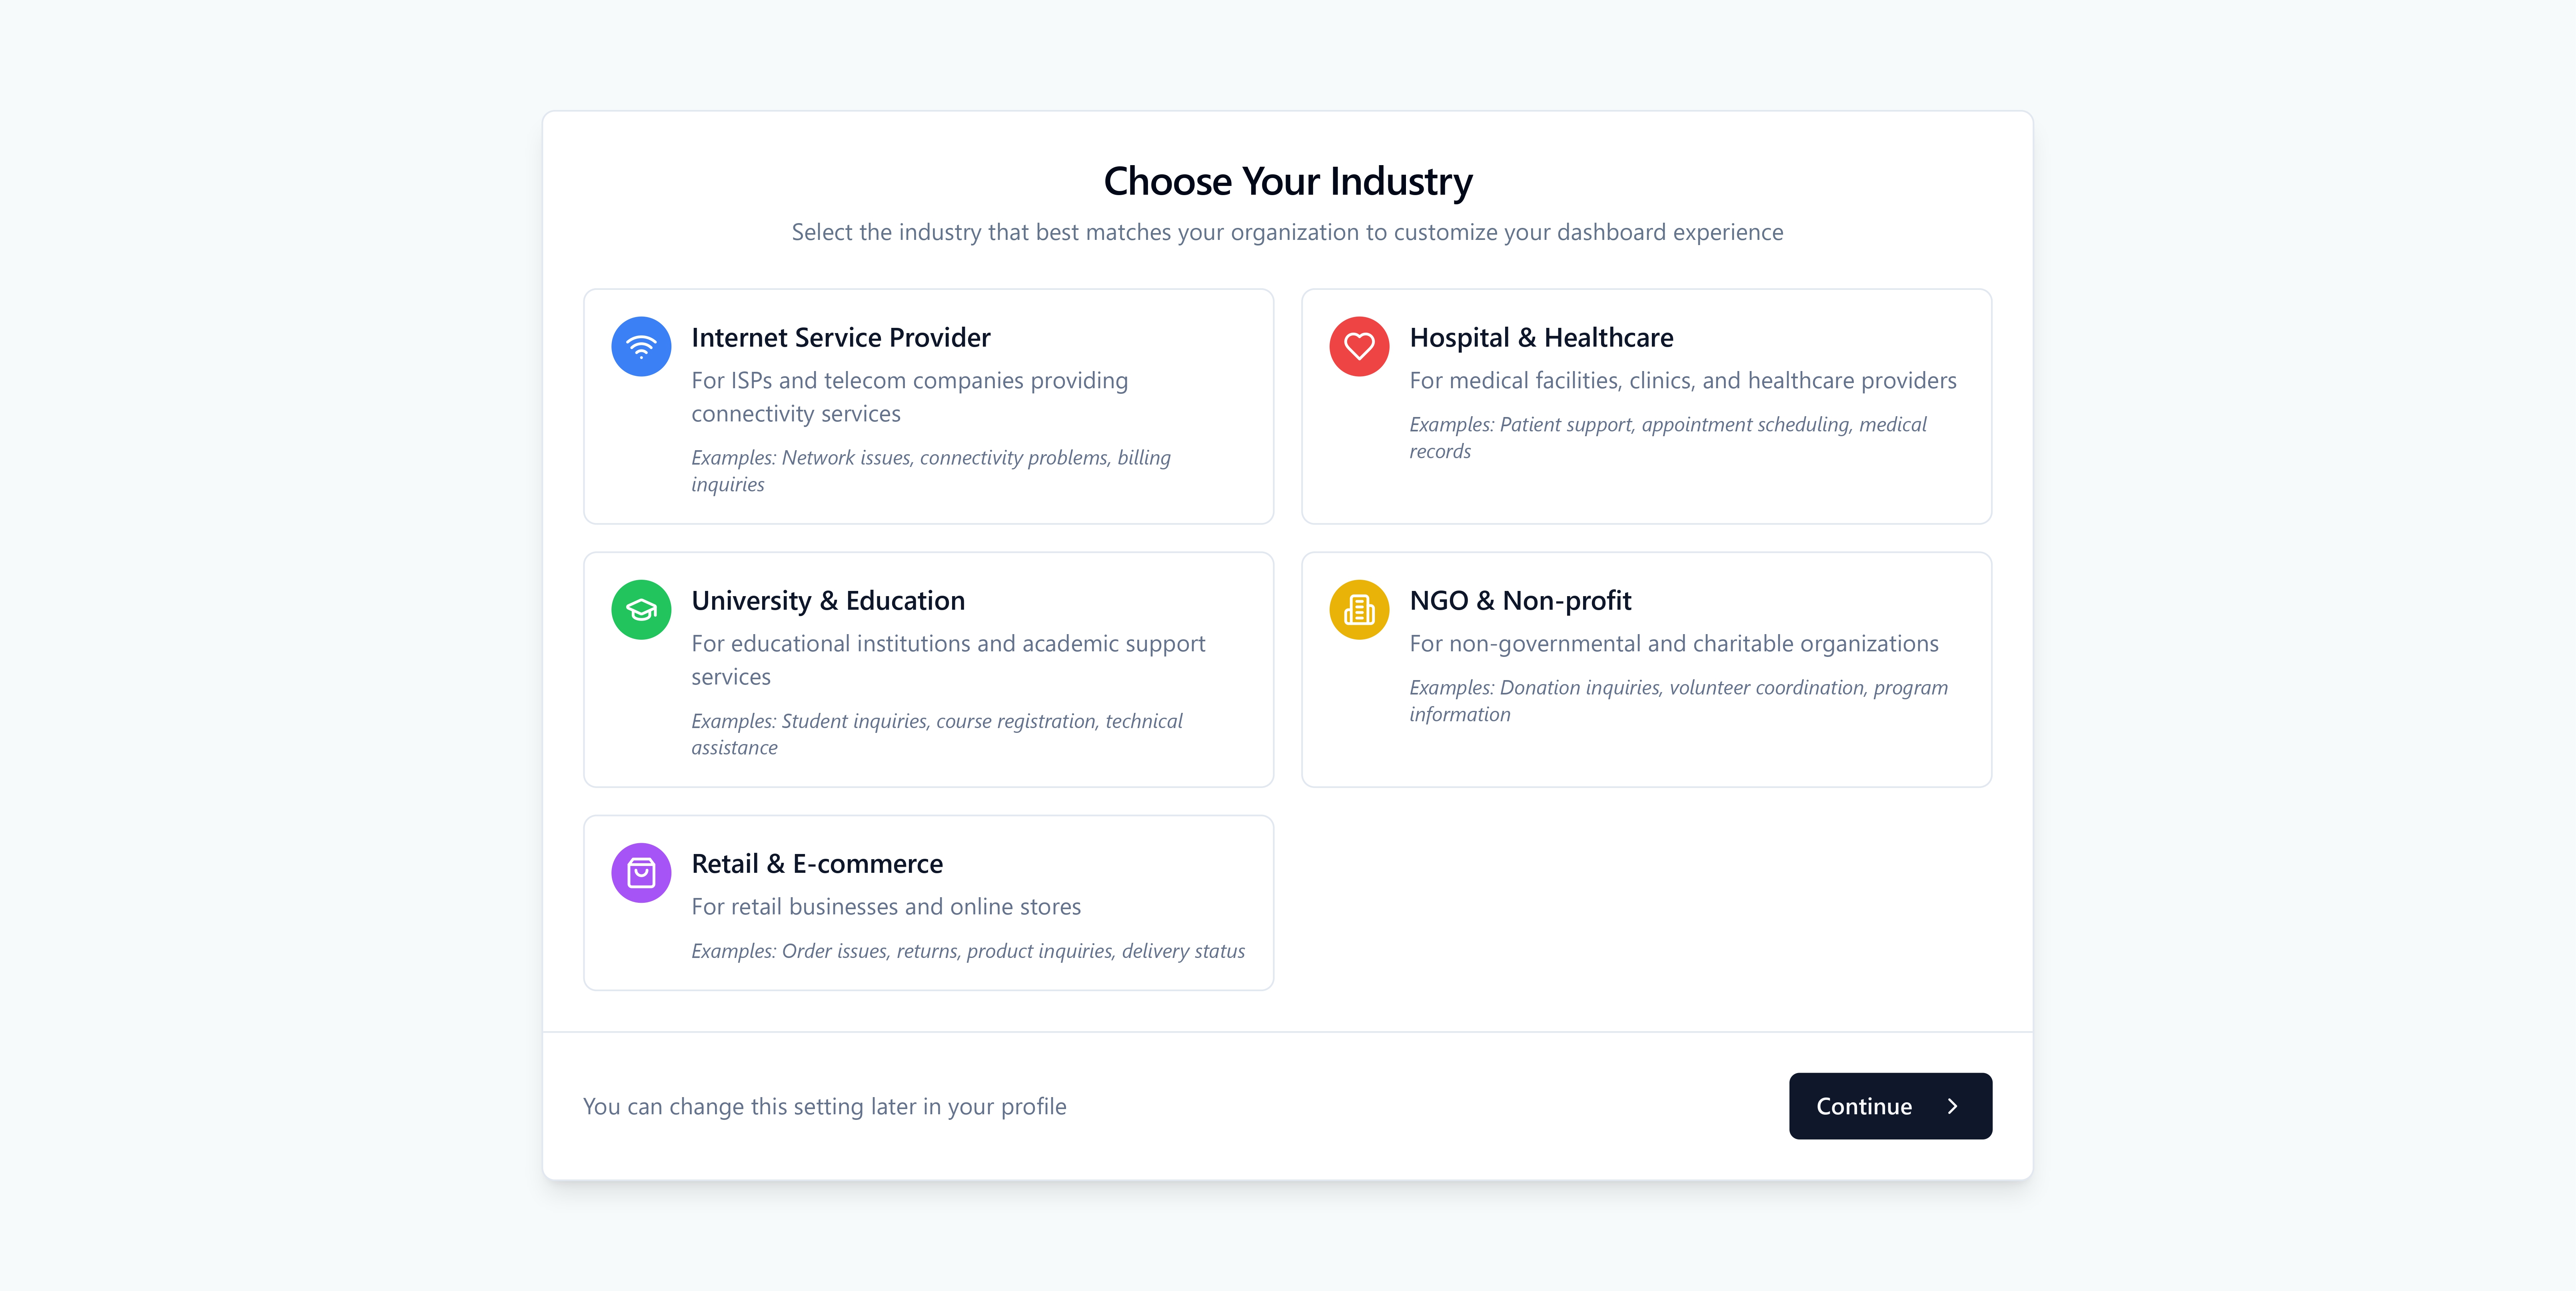 Choose Your Industry
Select the industry that best matches your organization to customize your dashboard experience
Internet Service Provider
For ISPs and telecom companies providing
connectivity services
Examples: Network issues, connectivity problems, billing
inquiries
Hospital & Healthcare
For medical facilities, clinics, and healthcare providers
Examples: Patient support, appointment scheduling, medical
records
University & Education
For educational institutions and academic support
services
Examples: Student inquiries, course registration, technical
assistance
NGO & Non-profit
For non-governmental and charitable organizations
Examples: Donation inquiries, volunteer coordination, program
information
Retail & E-commerce
For retail businesses and online stores
Examples: Order issues, returns, product inquiries, delivery status
You can change this setting later in your profile
Continue